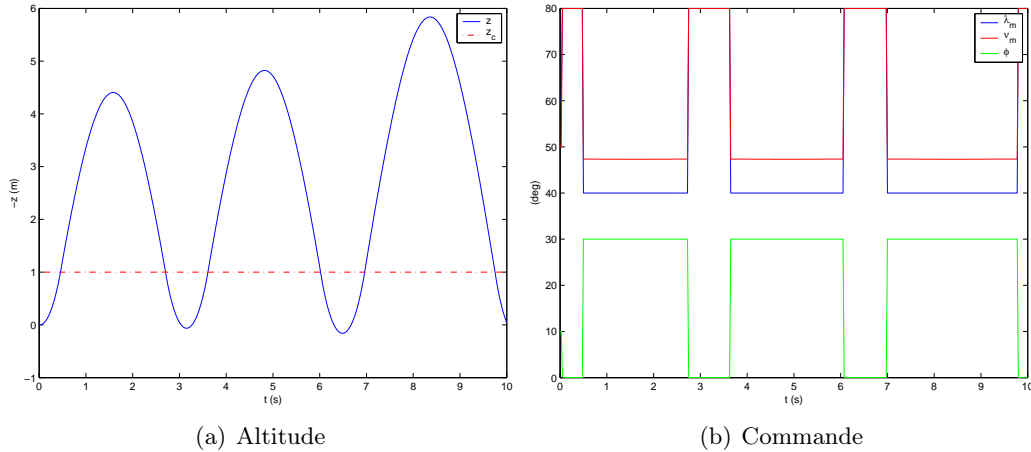 6
5
4
3
2
1
0
−1
−z (m)
0 1 2 3 4 5 6 7 8 9 10
t (s)
z
z_c
(a) Altitude
80
70
60
50
40
30
20
10
0
(deg)
0 1 2 3 4 5 6 7 8 9 10
t (s)
λ_m
ν_m
ϕ
(b) Commande